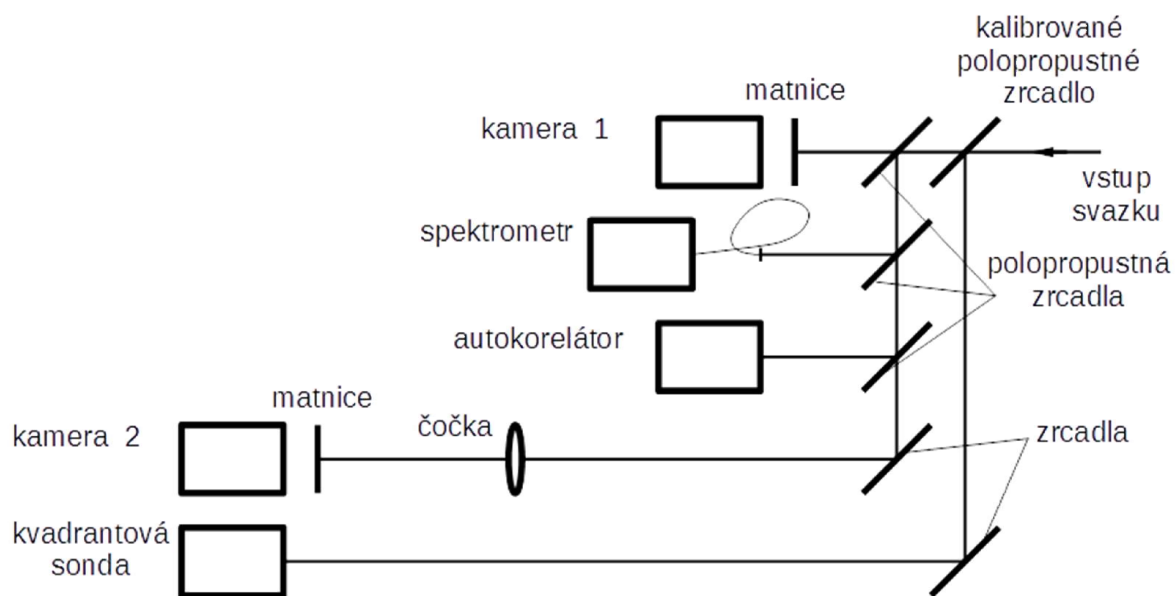 kalibrované
polopropustné
zrcadlo
matnice
kamera 1
vstup
svazku
spektrometr
polopropustná
zrcadla
autokorelátor
matnice
čočka
zrcadla
kamera 2
kvadrantová
sonda